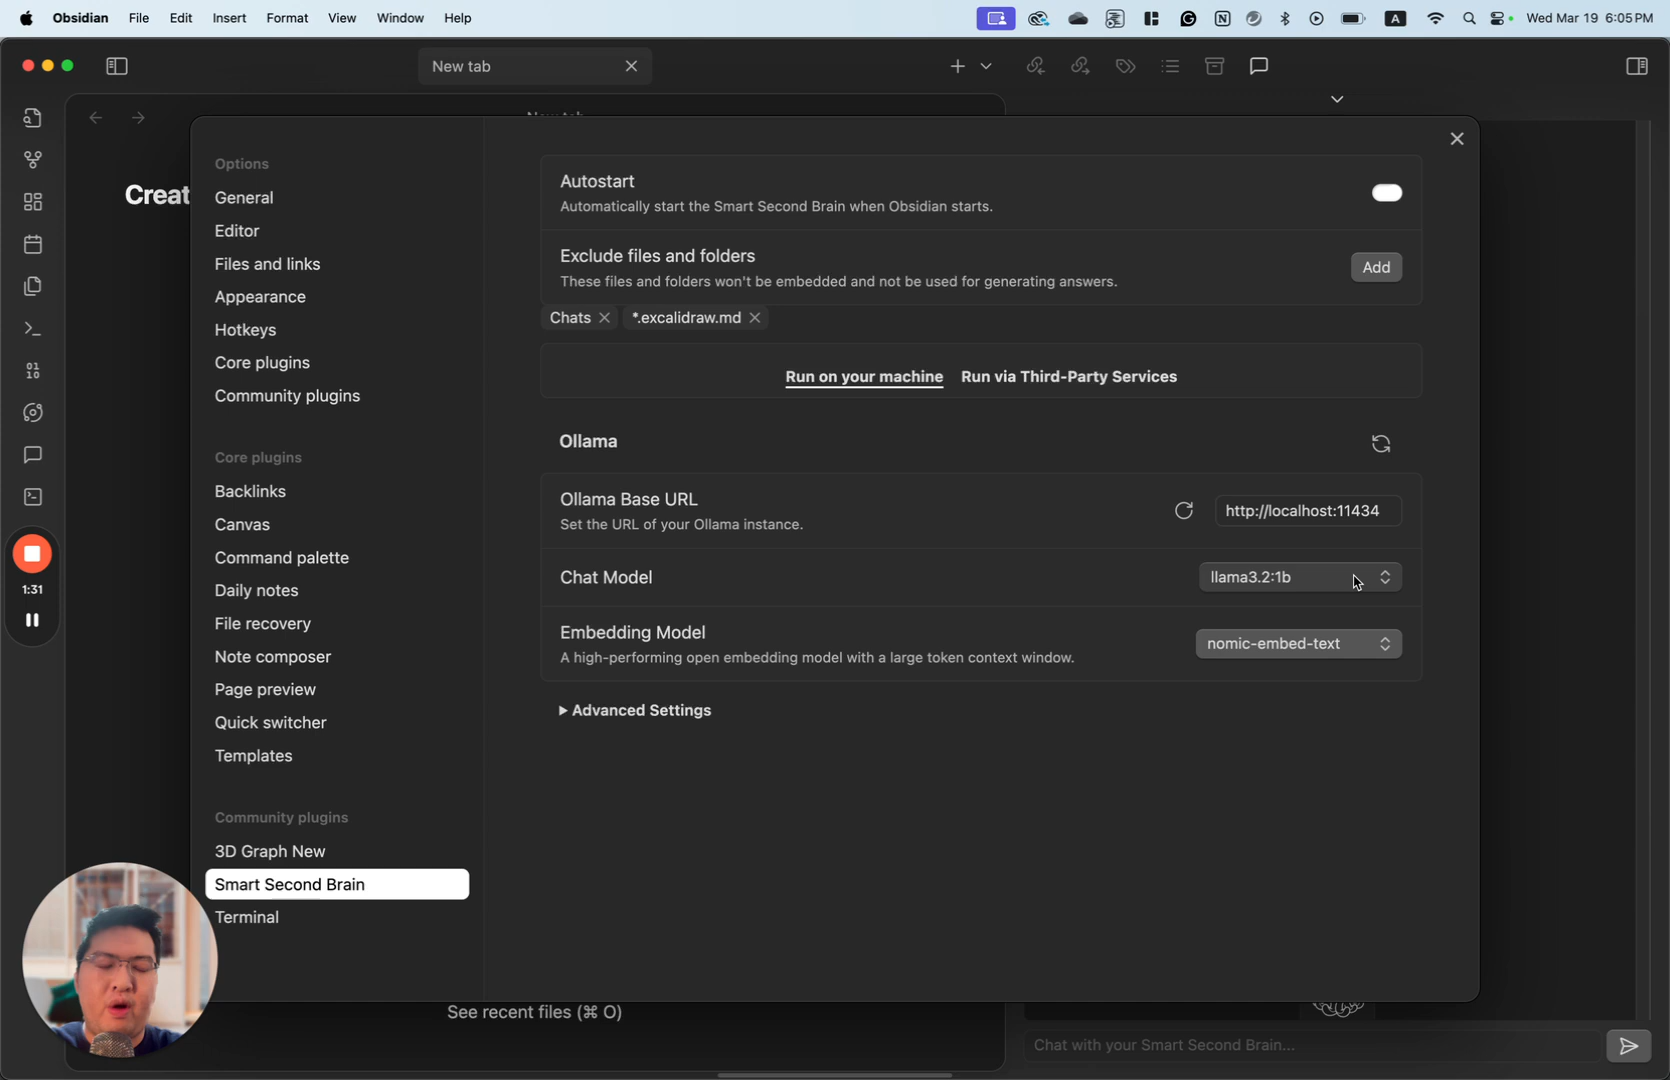 Obsidian File Edit Insert Format View Window Help
A Wed Mar 19 6:05 PM
New tab
Creat
Options
General
Editor
Files and links
Appearance
Hotkeys
Core plugins
Community plugins
Core plugins
Backlinks
Canvas
Command palette
Daily notes
File recovery
Note composer
Page preview
Quick switcher
Templates
Community plugins
3D Graph New
Smart Second Brain
Terminal
Autostart
Automatically start the Smart Second Brain when Obsidian starts.
Exclude files and folders
These files and folders won't be embedded and not be used for generating answers.
Add
Chats *.excalidraw.md
Run on your machine Run via Third-Party Services
Ollama
Ollama Base URL
Set the URL of your Ollama instance.
http://localhost:11434
Chat Model
llama3.2:1b
Embedding Model
A high-performing open embedding model with a large token context window.
nomic-embed-text
Advanced Settings
1:31
See recent files (⌘ O)
Chat with your Smart Second Brain...